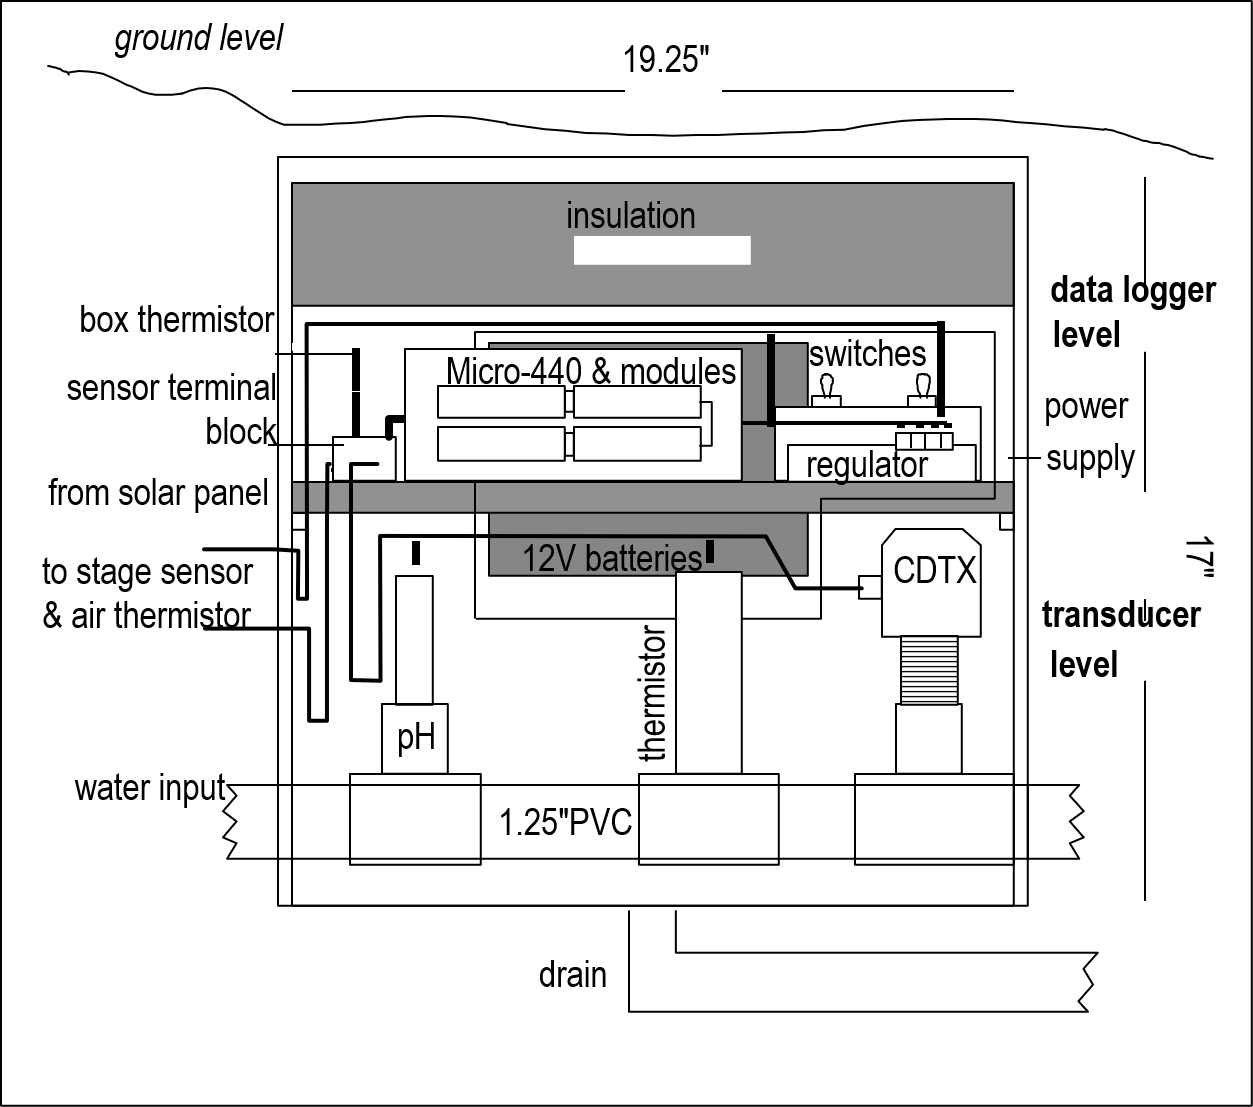 ground level
19.25"
insulation
box thermistor
data logger
level
sensor terminal
block
Micro-440 & modules
switches
power
supply
regulator
from solar panel
12V batteries
CDTX
17"
to stage sensor
& air thermistor
transducer
level
thermistor
pH
water input
1.25"PVC
drain